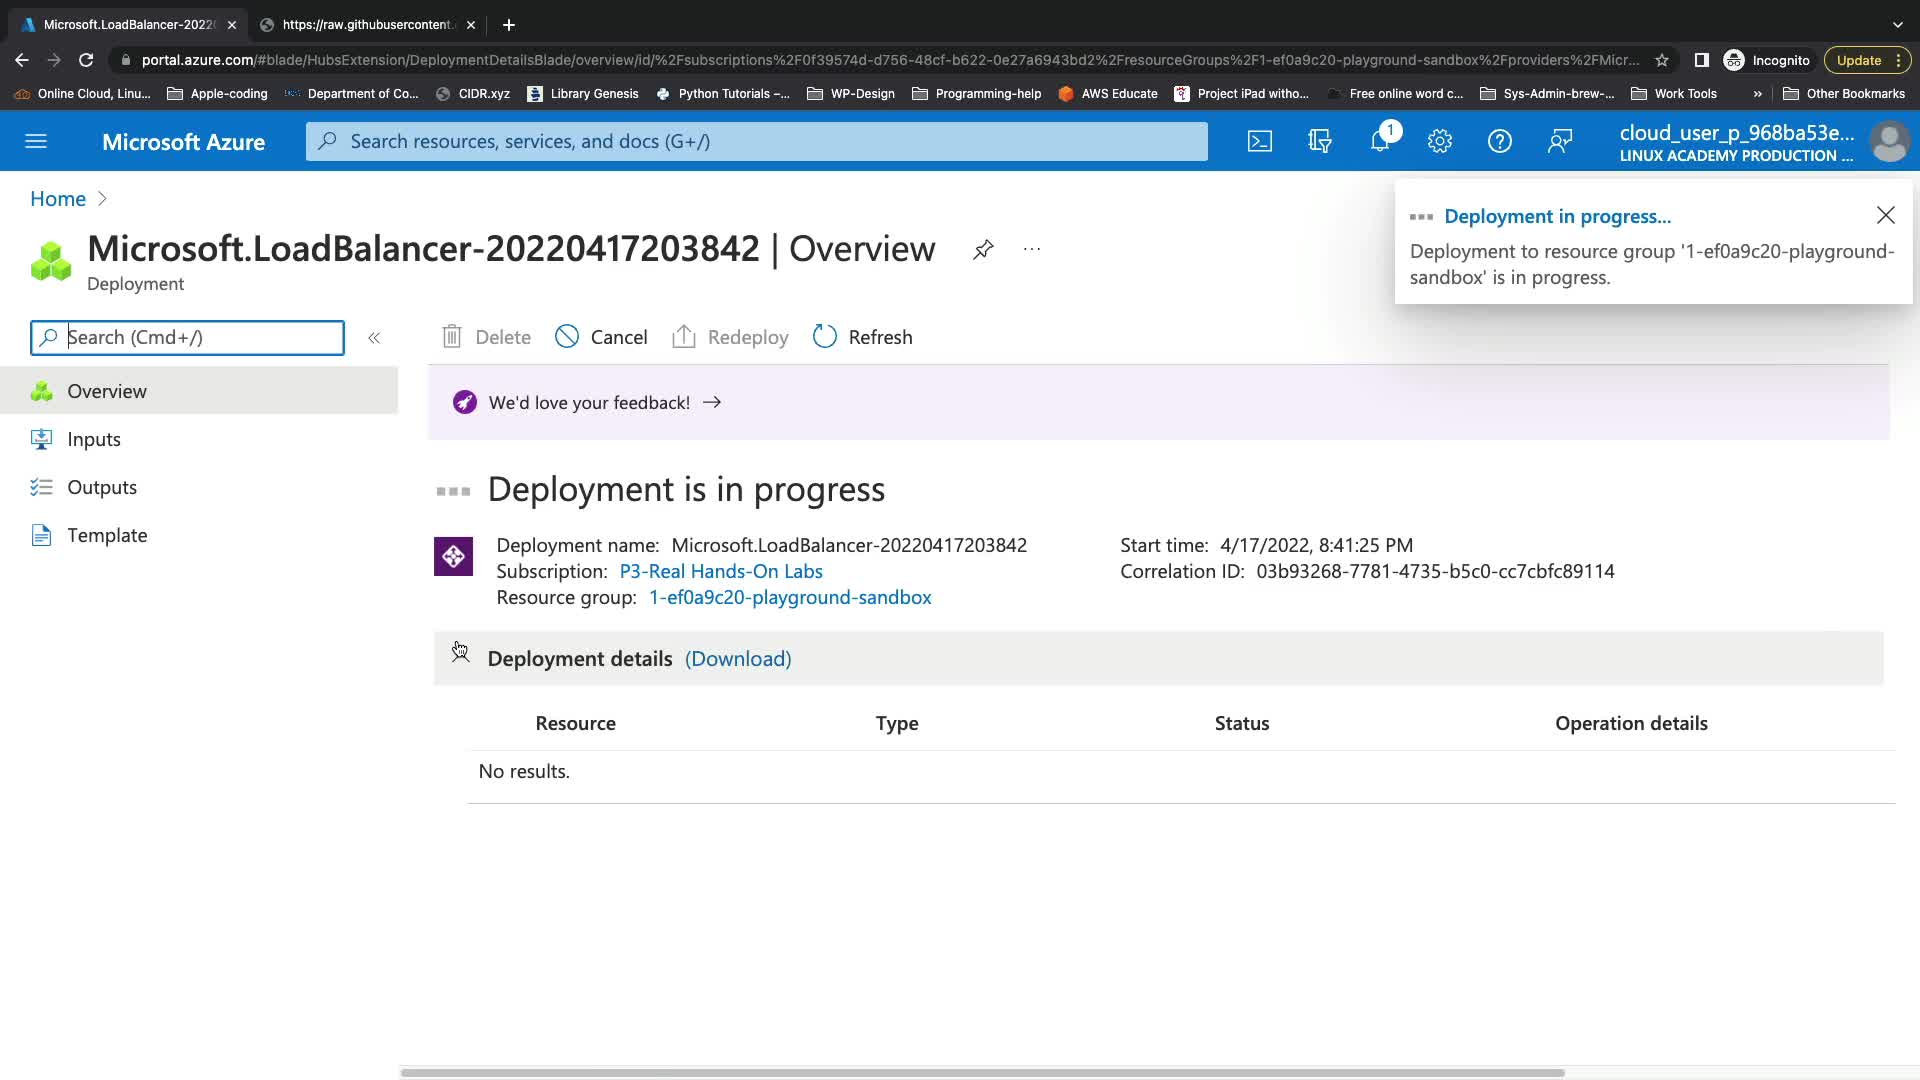 Microsoft.LoadBalancer-2022
https://raw.githubusercontent.
portal.azure.com/#blade/HubsExtension/DeploymentDetailsBlade/overview/id/%2Fsubscriptions%2F0f39574d-d756-48cf-b622-0e27a6943bd2%2FresourceGroups%2F1-ef0a9c20-playground-sandbox%2Fproviders%2FMicr...
Incognito
Update
Online Cloud, Linu...
Apple-coding
Department of Co...
CIDR.xyz
Library Genesis
Python Tutorials –...
WP-Design
Programming-help
AWS Educate
Project iPad witho...
Free online word c...
Sys-Admin-brew-...
Work Tools
»
Other Bookmarks
Microsoft Azure
Search resources, services, and docs (G+/)
1
cloud_user_p_968ba53e...
LINUX ACADEMY PRODUCTION ...
Home
Deployment in progress...
Deployment to resource group '1-ef0a9c20-playground-
sandbox' is in progress.
Microsoft.LoadBalancer-20220417203842 | Overview
Deployment
Search (Cmd+/)
«
Delete
Cancel
Redeploy
Refresh
Overview
Inputs
Outputs
Template
We'd love your feedback!
Deployment is in progress
Deployment name: Microsoft.LoadBalancer-20220417203842
Subscription: P3-Real Hands-On Labs
Resource group: 1-ef0a9c20-playground-sandbox
Start time: 4/17/2022, 8:41:25 PM
Correlation ID: 03b93268-7781-4735-b5c0-cc7cbfc89114
Deployment details (Download)
Resource Type Status Operation details
No results.